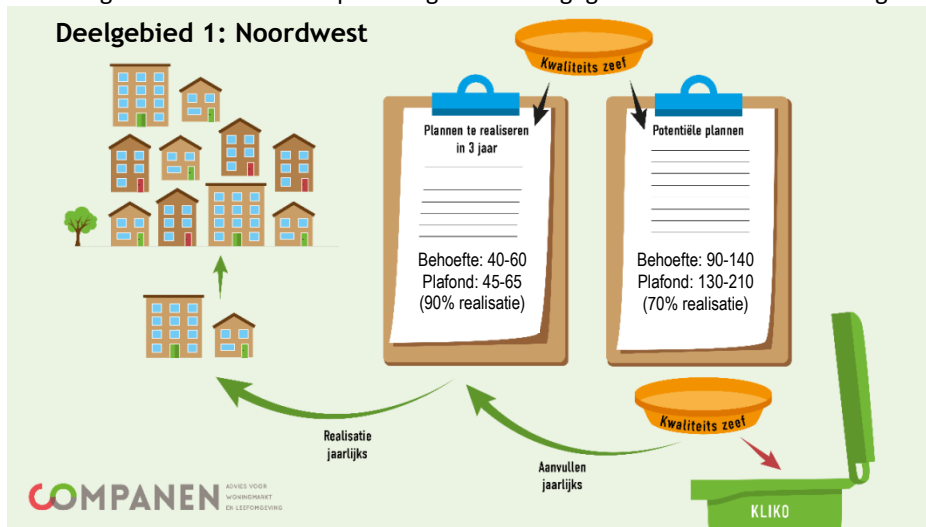 Deelgebied 1: Noordwest
Kwaliteits zeef
Plannen te realiseren
in 3 jaar
Behoefte: 40-60
Plafond: 45-65
(90% realisatie)
Potentiële plannen
Behoefte: 90-140
Plafond: 130-210
(70% realisatie)
Kwaliteits zeef
Realisatie
jaarlijks
Aanvullen
jaarlijks
KLIKO
COMPANEN
ADVIES VOOR
WONINGMARKT
EN LEEFOMGEVING